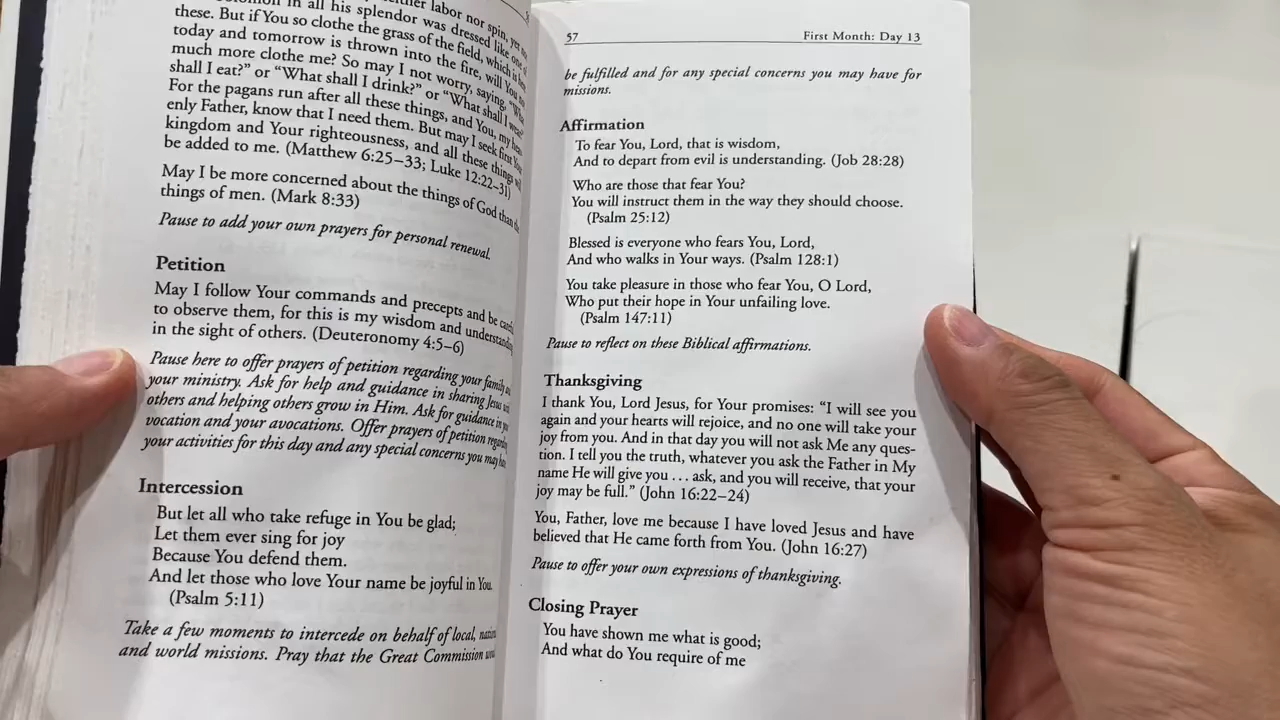 in all his splendor was dressed like one of
these. But if You so clothe the grass of the field, which is here
today and tomorrow is thrown into the fire, will You not
much more clothe me? So may I not worry, saying, “What
shall I eat?” or “What shall I drink?” or “What shall I wear?”
For the pagans run after all these things, and You, my heav-
enly Father, know that I need them. But may I seek first Your
kingdom and Your righteousness, and all these things will
be added to me. (Matthew 6:25–33; Luke 12:22–31)
May I be more concerned about the things of God than the
things of men. (Mark 8:33)
Pause to add your own prayers for personal renewal.
Petition
May I follow Your commands and precepts and be
to observe them, for this is my wisdom and understanding
in the sight of others. (Deuteronomy 4:5–6)
Pause here to offer prayers of petition regarding your family
your ministry. Ask for help and guidance in sharing Jesus
others and helping others grow in Him. Ask for guidance in
vocation and your avocations. Offer prayers of petition
your activities for this day and any special concerns you may
Intercession
But let all who take refuge in You be glad;
Let them ever sing for joy
Because You defend them.
And let those who love Your name be joyful in You.
(Psalm 5:11)
Take a few moments to intercede on behalf of local,
and world missions. Pray that the Great Commission
57 First Month: Day 13
be fulfilled and for any special concerns you may have for
missions.
Affirmation
To fear You, Lord, that is wisdom,
And to depart from evil is understanding. (Job 28:28)
Who are those that fear You?
You will instruct them in the way they should choose.
(Psalm 25:12)
Blessed is everyone who fears You, Lord,
And who walks in Your ways. (Psalm 128:1)
You take pleasure in those who fear You, O Lord,
Who put their hope in Your unfailing love.
(Psalm 147:11)
Pause to reflect on these Biblical affirmations.
Thanksgiving
I thank You, Lord Jesus, for Your promises: “I will see you
again and your hearts will rejoice, and no one will take your
joy from you. And in that day you will not ask Me any ques-
tion. I tell you the truth, whatever you ask the Father in My
name He will give you . . . ask, and you will receive, that your
joy may be full.” (John 16:22–24)
You, Father, love me because I have loved Jesus and have
believed that He came forth from You. (John 16:27)
Pause to offer your own expressions of thanksgiving.
Closing Prayer
You have shown me what is good;
And what do You require of me